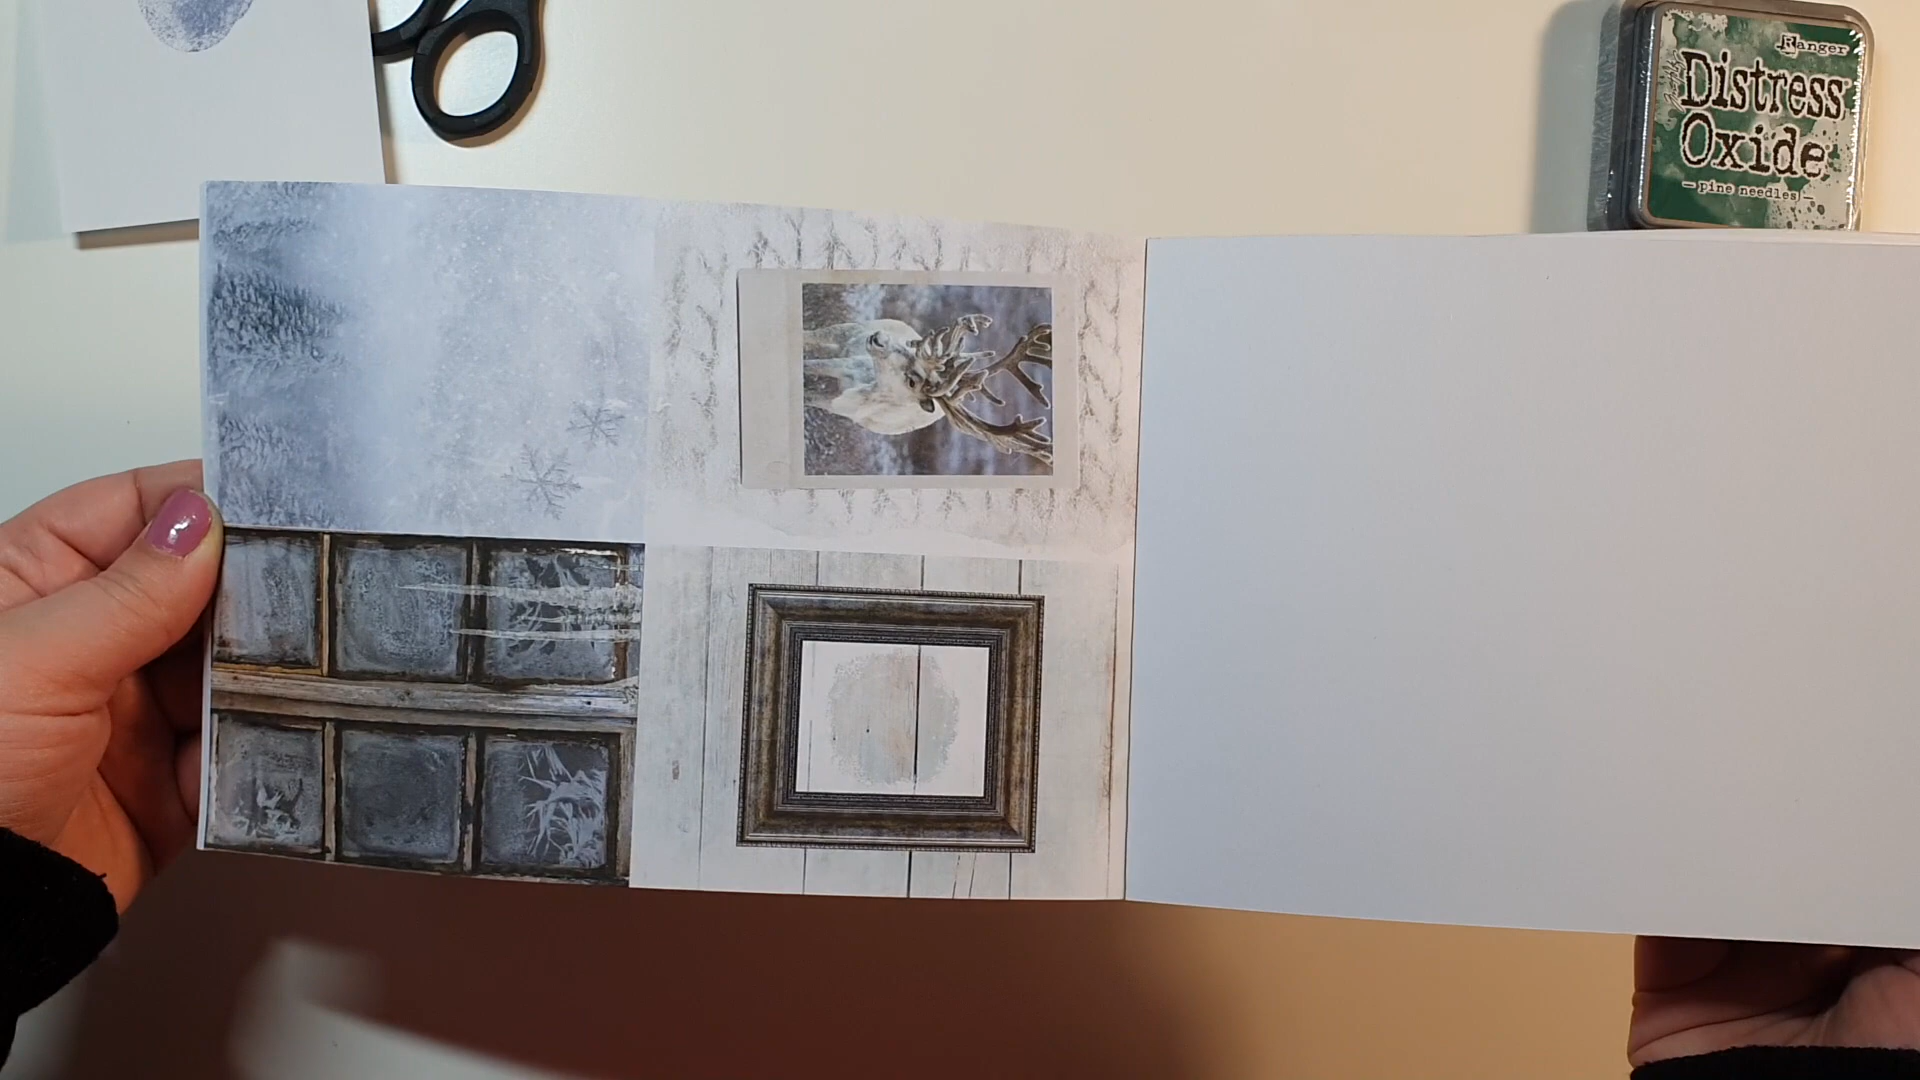 Ranger
Distress
Oxide
— pine needles —